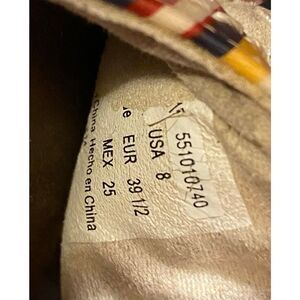 551010740
USA 8
EUR 39 1/2
MEX 25
China Hecho en China